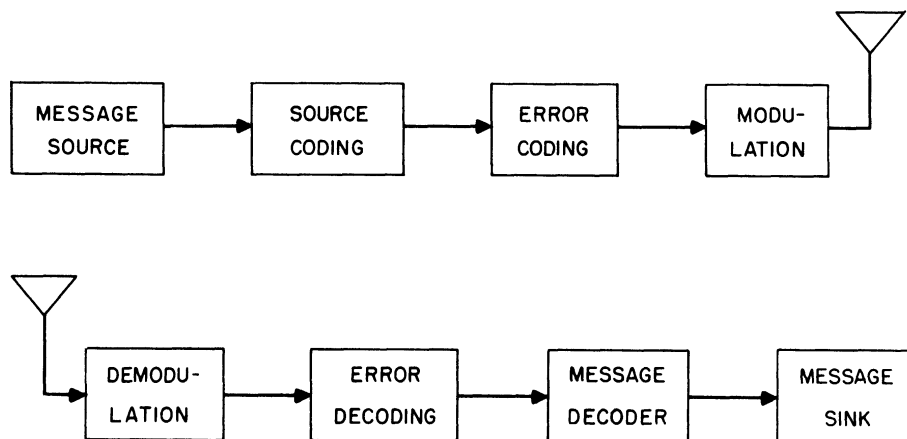 MESSAGE
SOURCE
SOURCE
CODING
ERROR
CODING
MODU-
LATION
DEMODU-
LATION
ERROR
DECODING
MESSAGE
DECODER
MESSAGE
SINK